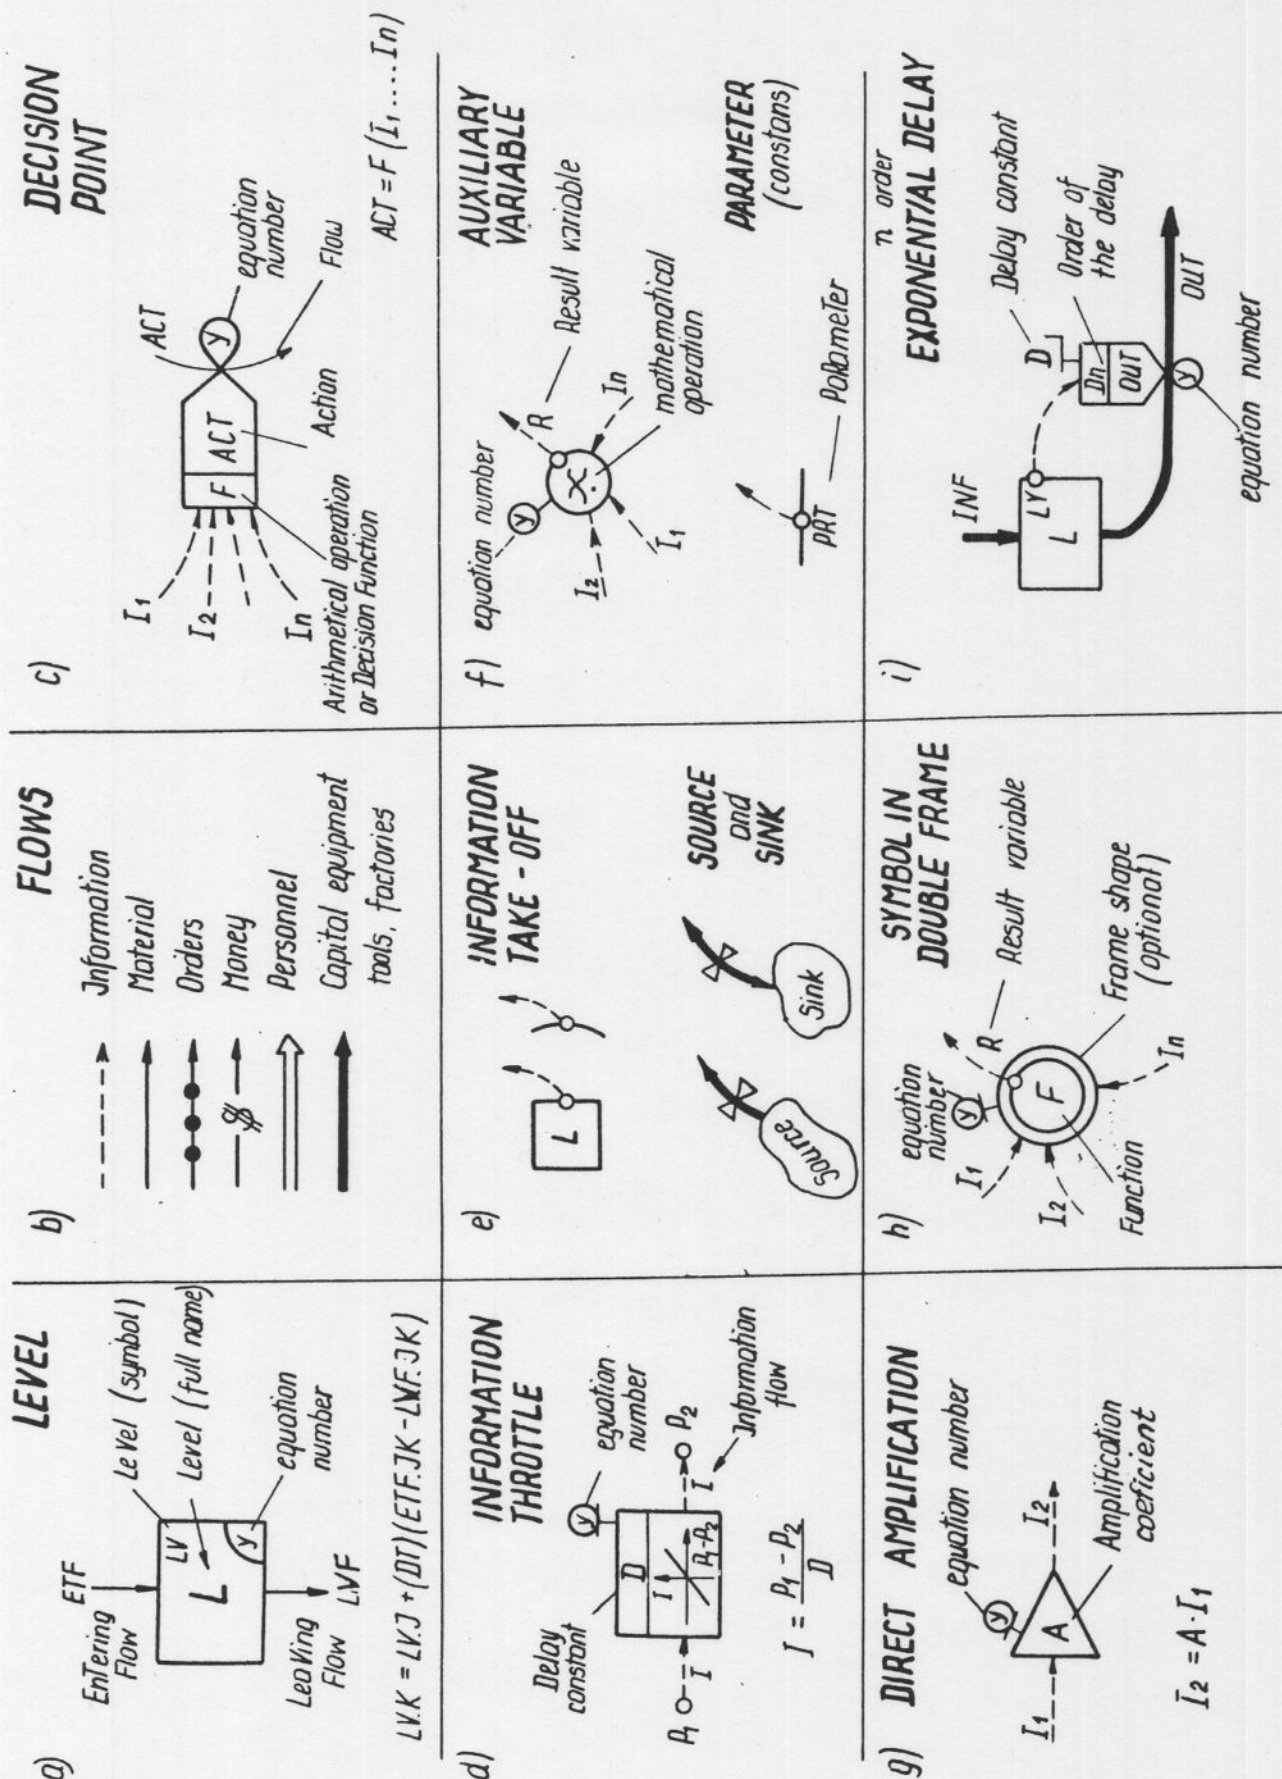 a)
LEVEL
ETF
Entering
Flow
Level (symbol)
LV
Level (full name)
L
y
equation
number
Leaving
Flow
LVF
LV.K = LV.J + (DT)(ETF.JK - LVF.JK)
b)
FLOWS
Information
Material
Orders
$
Money
Personnel
Capital equipment
tools, factories
c)
DECISION
POINT
I1
I2
In
F
ACT
ACT
y
equation
number
Flow
Action
Arithmetical operation
or Decision Function
ACT = F (I1,....In)
d)
INFORMATION
THROTTLE
Delay
constant
y
equation
number
D
I
P1-P2
P1
I
I
P2
Information
flow
I = P1 - P2
D
e)
INFORMATION
TAKE - OFF
L
SOURCE
and
SINK
Source
Sink
f)
AUXILIARY
VARIABLE
equation number
y
R
Result variable
I2
I1
In
mathematical
operation
PARAMETER
(constans)
PRT
Parameter
g)
DIRECT AMPLIFICATION
equation number
y
I1
A
I2
Amplification
coeficient
I2 = A·I1
h)
SYMBOL IN
DOUBLE FRAME
equation
number
y
R
Result variable
I1
I2
F
In
Function
Frame shape
(optional)
i)
n order
EXPONENTIAL DELAY
INF
LY
L
D
Delay constant
Dn
OUT
Order of
the delay
y
OUT
equation number